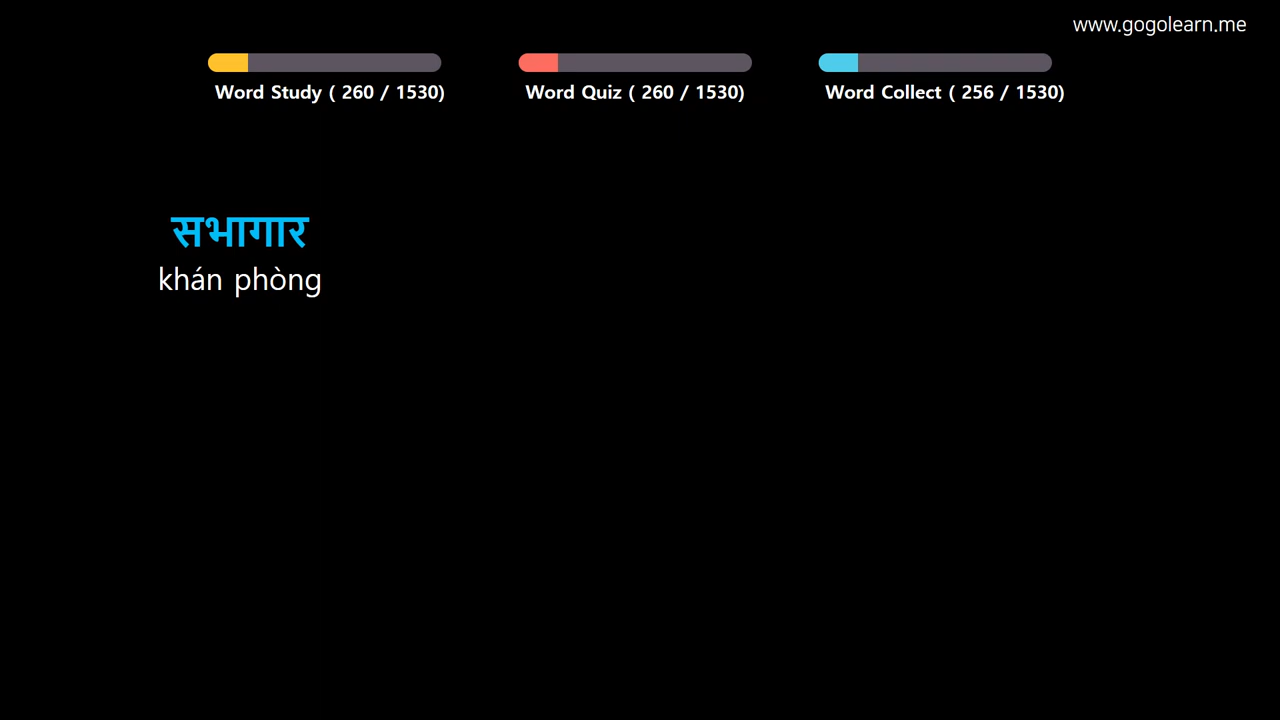 www.gogolearn.me
Word Study ( 260 / 1530)
Word Quiz ( 260 / 1530)
Word Collect ( 256 / 1530)
सभागार
khán phòng